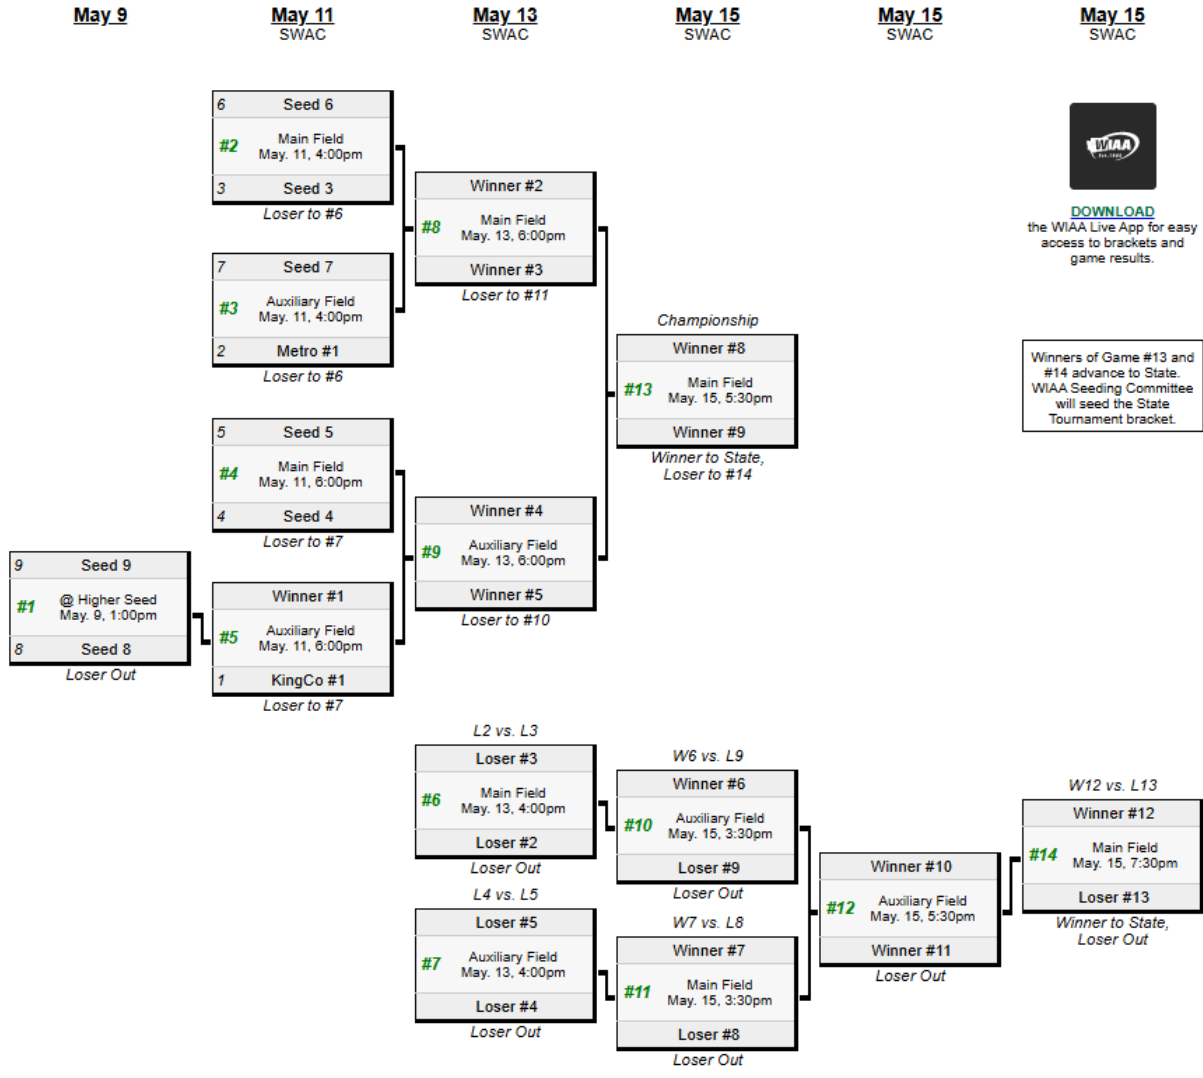 May 9
May 11
SWAC
May 13
SWAC
May 15
SWAC
May 15
SWAC
May 15
SWAC
6 Seed 6
#2
Main Field
May. 11, 4:00pm
3 Seed 3
Loser to #6
7 Seed 7
#3
Auxiliary Field
May. 11, 4:00pm
2 Metro #1
Loser to #6
5 Seed 5
#4
Main Field
May. 11, 6:00pm
4 Seed 4
Loser to #7
9 Seed 9
#1
@ Higher Seed
May. 9, 1:00pm
8 Seed 8
Loser Out
Winner #1
#5
Auxiliary Field
May. 11, 6:00pm
1 KingCo #1
Loser to #7
Winner #2
#8
Main Field
May. 13, 6:00pm
Winner #3
Loser to #11
Winner #4
#9
Auxiliary Field
May. 13, 6:00pm
Winner #5
Loser to #10
Championship
Winner #8
#13
Main Field
May. 15, 5:30pm
Winner #9
Winner to State,
Loser to #14
WIAA
DOWNLOAD
the WIAA Live App for easy
access to brackets and
game results.
Winners of Game #13 and
#14 advance to State.
WIAA Seeding Committee
will seed the State
Tournament bracket.
L2 vs. L3
Loser #3
#6
Main Field
May. 13, 4:00pm
Loser #2
Loser Out
L4 vs. L5
Loser #5
#7
Auxiliary Field
May. 13, 4:00pm
Loser #4
Loser Out
W6 vs. L9
Winner #6
#10
Auxiliary Field
May. 15, 3:30pm
Loser #9
Loser Out
W7 vs. L8
Winner #7
#11
Main Field
May. 15, 3:30pm
Loser #8
Loser Out
Winner #10
#12
Auxiliary Field
May. 15, 5:30pm
Winner #11
Loser Out
W12 vs. L13
Winner #12
#14
Main Field
May. 15, 7:30pm
Loser #13
Winner to State,
Loser Out